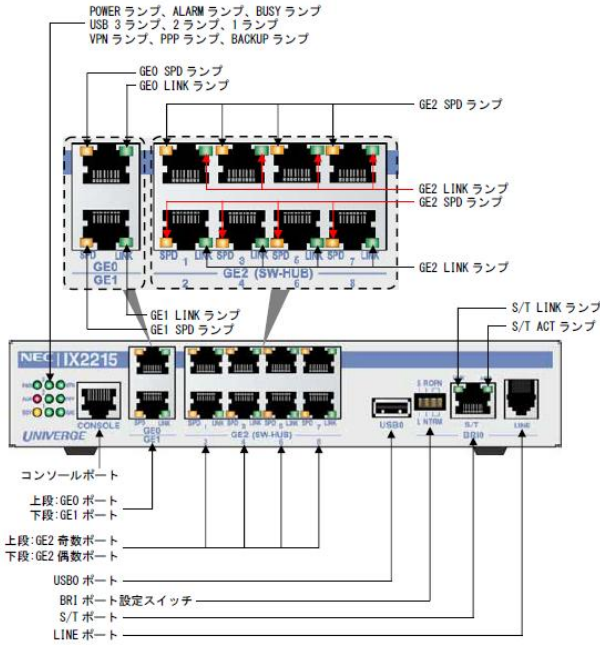 POWER ランプ、ALARM ランプ、BUSY ランプ
USB 3 ランプ、2 ランプ、1 ランプ
VPN ランプ、PPP ランプ、BACKUP ランプ
GE0 SPD ランプ
GE0 LINK ランプ
GE2 SPD ランプ
GE2 LINK ランプ
GE2 SPD ランプ
GE2 LINK ランプ
SPD LINK
GE0
GE1
SPD 1 LINK SPD 3 LINK SPD 5 LINK SPD 7 LINK
GE2 (SW-HUB)
2 4 6 8
GE1 LINK ランプ
GE1 SPD ランプ
S/T LINK ランプ
S/T ACT ランプ
NEC IX2215
UNIVERGE
CONSOLE
SPD LINK
GE0
GE1
GE2 (SW-HUB)
USB0
S/T
BRI0
LINE
コンソールポート
上段:GE0 ポート
下段:GE1 ポート
上段:GE2 奇数ポート
下段:GE2 偶数ポート
USB0 ポート
BRI ポート設定スイッチ
S/T ポート
LINE ポート